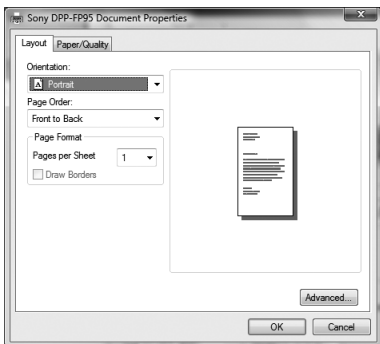 Sony DPP-FP95 Document Properties
Layout
Paper/Quality
Orientation:
A Portrait
Page Order:
Front to Back
Page Format
Pages per Sheet
1
Draw Borders
Advanced...
OK
Cancel